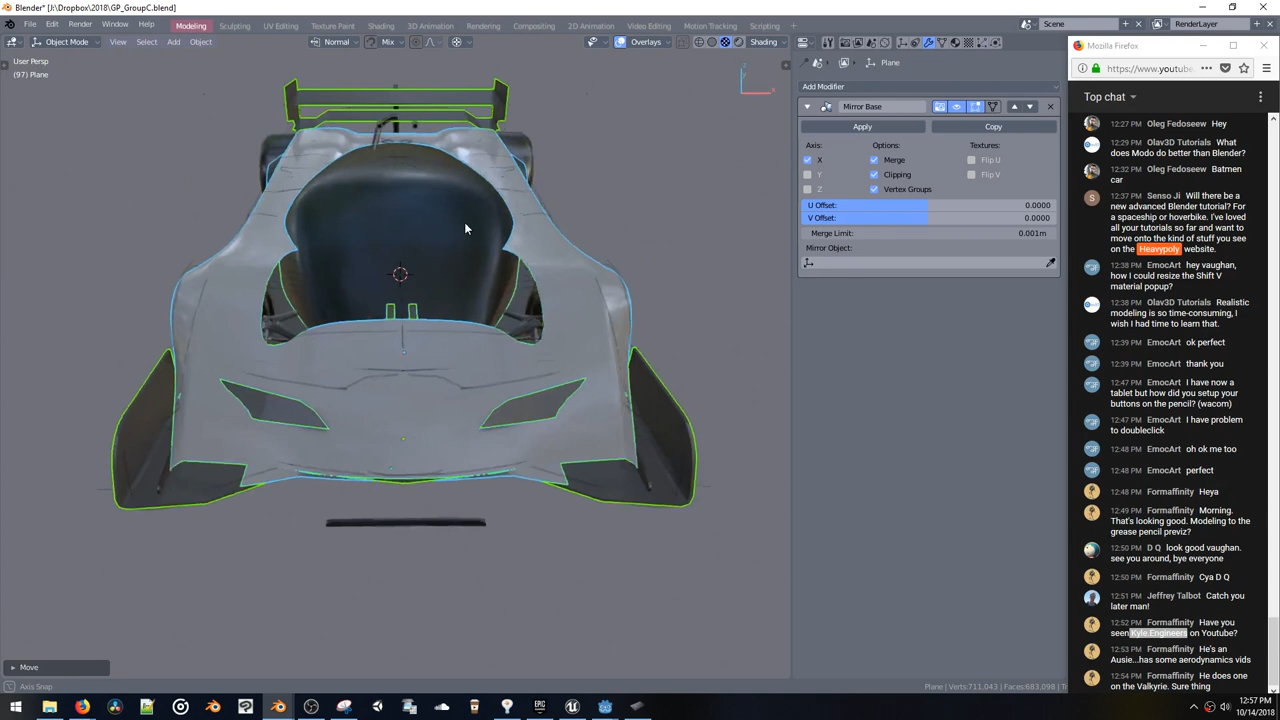 Blender* [J:\Dropbox\2018\GP_GroupC.blend]
File Edit Render Window Help
Modeling Sculpting UV Editing Texture Paint Shading 3D Animation Rendering Compositing 2D Animation Video Editing Motion Tracking Scripting
Scene
RenderLayer
Object Mode View Select Add Object
Normal Mix
Overlays Shading
User Persp
(97) Plane
Plane
Add Modifier
Mirror Base
Apply Copy
Axis: Options: Textures:
X Merge Flip U
Y Clipping Flip V
Z Vertex Groups
U Offset: 0.0000
V Offset: 0.0000
Merge Limit: 0.001m
Mirror Object:
Move
Axis Snap
Plane | Verts:711,043 | Faces:683,098 | Tr
Mozilla Firefox
https://www.youtube
Top chat
12:27 PM Oleg Fedoseew Hey
12:29 PM Olav3D Tutorials What
does Modo do better than Blender?
12:32 PM Oleg Fedoseew Batmen
car
12:37 PM Senso Ji Will there be a
new advanced Blender tutorial? For
a spaceship or hoverbike. I've loved
all your tutorials so far and want to
move onto the kind of stuff you see
on the Heavypoly website.
12:38 PM EmocArt hey vaughan,
how I could resize the Shift V
material popup?
12:38 PM Olav3D Tutorials Realistic
modeling is so time-consuming, I
wish I had time to learn that.
12:39 PM EmocArt ok perfect
12:39 PM EmocArt thank you
12:47 PM EmocArt I have now a
tablet but how did you setup your
buttons on the pencil? (wacom)
12:47 PM EmocArt I have problem
to doubleclick
12:48 PM EmocArt oh ok me too
12:48 PM EmocArt perfect
12:48 PM Formaffinity Heya
12:49 PM Formaffinity Morning.
That's looking good. Modeling to the
grease pencil previz?
12:50 PM D Q look good vaughan.
see you around, bye everyone
12:50 PM Formaffinity Cya D Q
12:51 PM Jeffrey Talbot Catch you
later man!
12:52 PM Formaffinity Have you
seen Kyle Engineers on Youtube?
12:53 PM Formaffinity He's an
Ausie...has some aerodynamics vids
12:54 PM Formaffinity He does one
on the Valkyrie. Sure thing
12:57 PM
10/14/2018